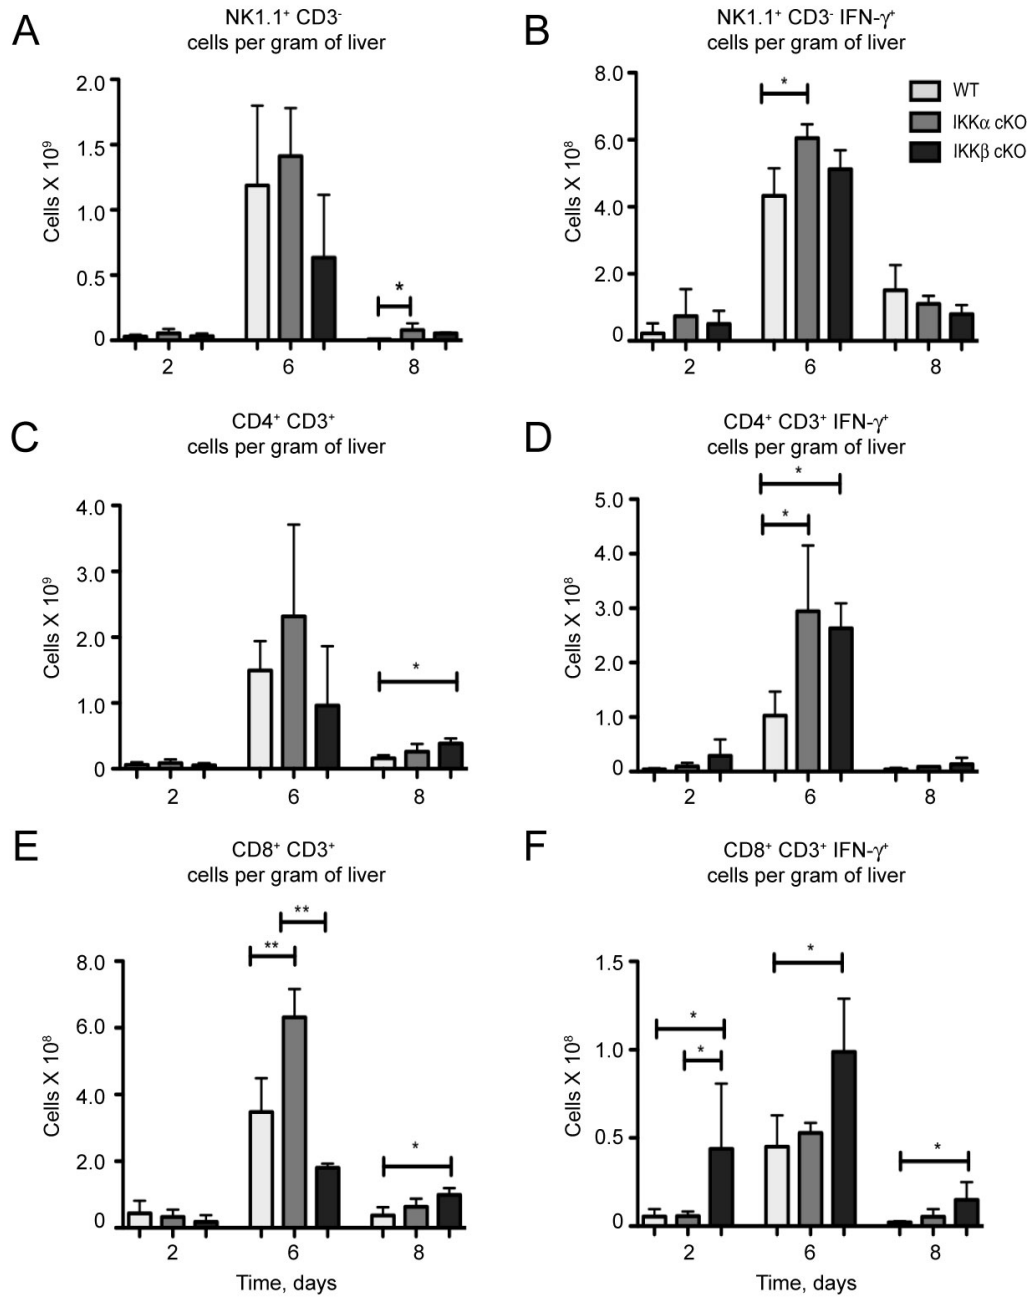 A
NK1.1⁺ CD3⁻
cells per gram of liver
Cells X 10⁹
2.0
1.5
1.0
0.5
0
*
2
6
8
B
NK1.1⁺ CD3⁻ IFN-γ⁺
cells per gram of liver
Cells X 10⁸
8.0
6.0
4.0
2.0
0
*
WT
IKKα cKO
IKKβ cKO
2
6
8
C
CD4⁺ CD3⁺
cells per gram of liver
Cells X 10⁹
4.0
3.0
2.0
1.0
0
*
2
6
8
D
CD4⁺ CD3⁺ IFN-γ⁺
cells per gram of liver
Cells X 10⁸
5.0
4.0
3.0
2.0
1.0
0
*
*
2
6
8
E
CD8⁺ CD3⁺
cells per gram of liver
Cells X 10⁸
8.0
6.0
4.0
2.0
0
**
**
*
2
6
8
Time, days
F
CD8⁺ CD3⁺ IFN-γ⁺
cells per gram of liver
Cells X 10⁸
1.5
1.0
0.5
0
*
*
*
*
2
6
8
Time, days